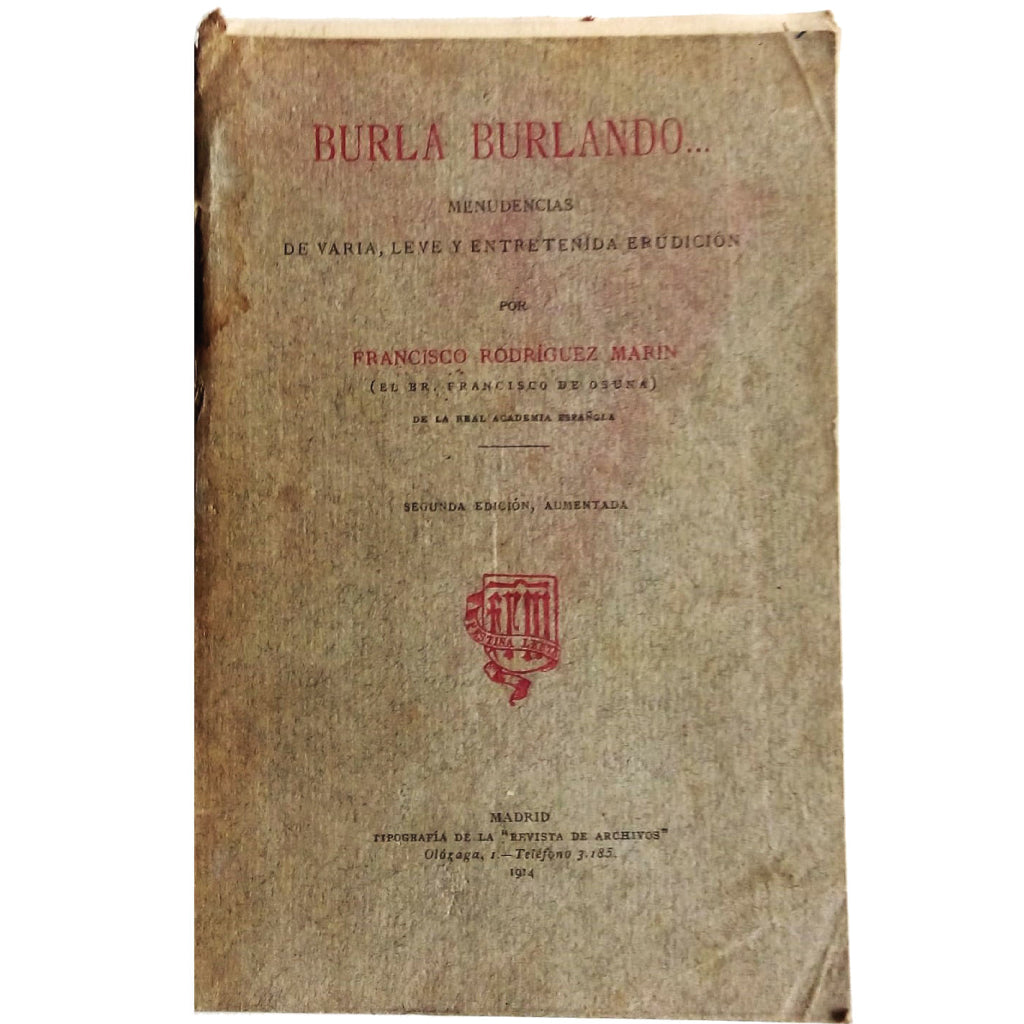 BURLA BURLANDO...
MENUDENCIAS
DE VARIA, LEVE Y ENTRETENIDA ERUDICIÓN
POR
FRANCISCO RODRÍGUEZ MARÍN
(EL BR. FRANCISCO DE OSUNA)
DE LA REAL ACADEMIA ESPAÑOLA
SEGUNDA EDICIÓN, AUMENTADA
FRM
FESTINA LENTE
MADRID
TIPOGRAFÍA DE LA "REVISTA DE ARCHIVOS"
Olózaga, 1.—Teléfono 3.185.
1914